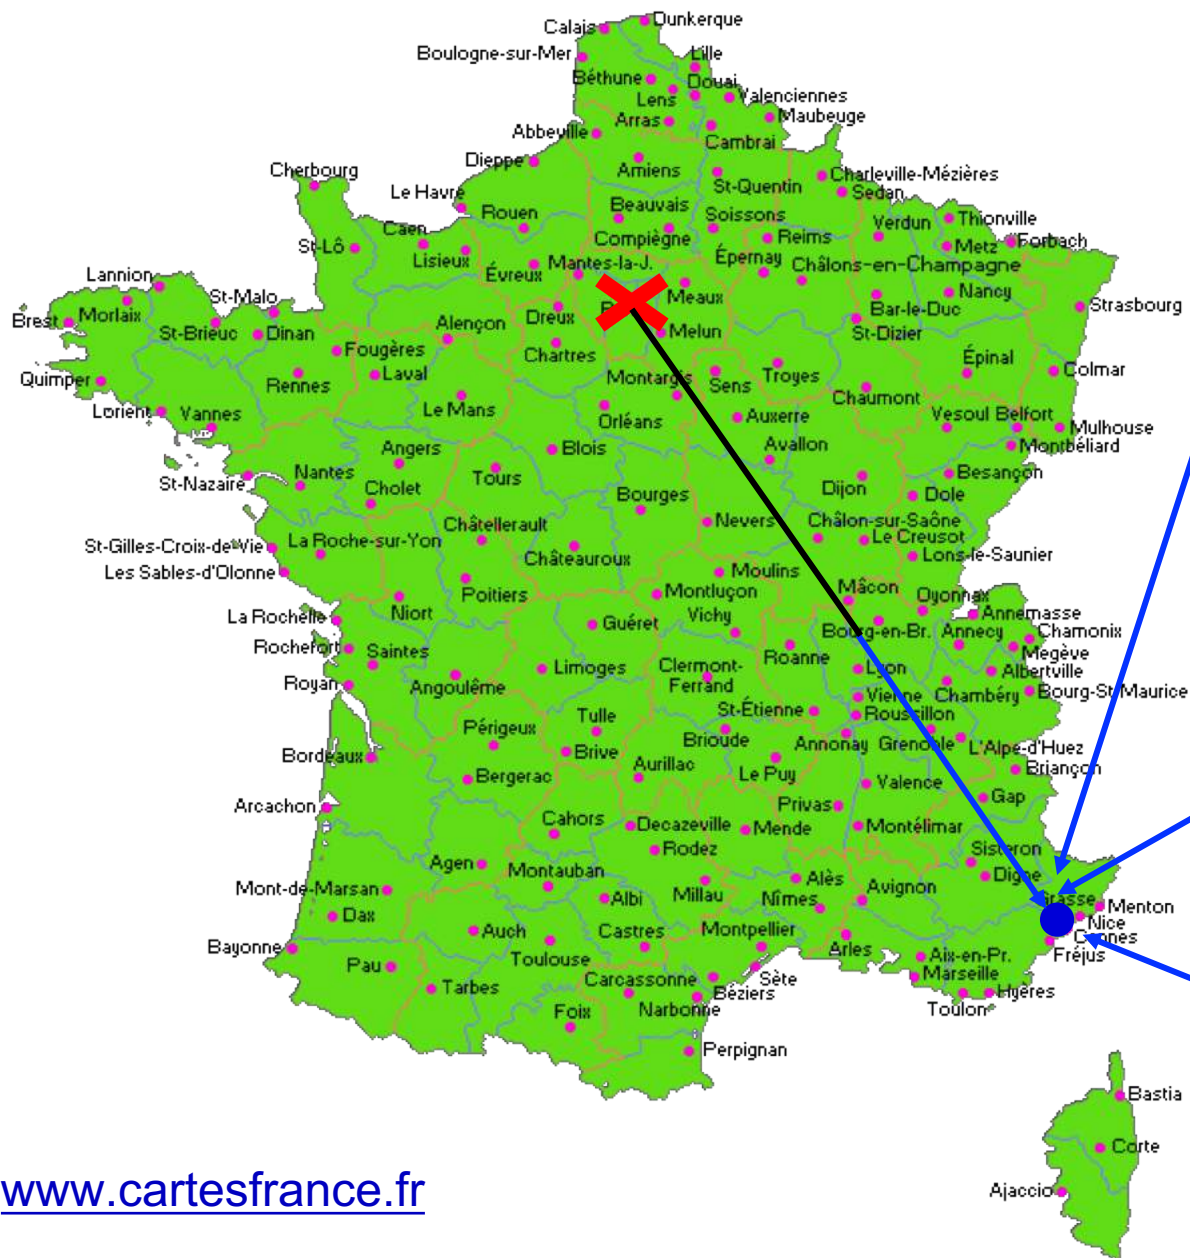 Dunkerque
Calais
Boulogne-sur-Mer
Lille
Béthune
Douai
Lens
Valenciennes
Arras
Maubeuge
Abbeville
Cambrai
Dieppe
Amiens
Cherbourg
St-Quentin
Charleville-Mézières
Sedan
Le Havre
Beauvais
Rouen
Soissons
Verdun
Thionville
Caen
Compiègne
Reims
Forbach
St-Lô
Lisieux
Metz
Évreux
Mantes-la-J.
Épernay
Châlons-en-Champagne
Lannion
Meaux
Nancy
St-Malo
Morlaix
Dreux
Bar-le-Duc
Strasbourg
Brest
St-Brieuc
Dinan
Alençon
Melun
St-Dizier
Fougères
Chartres
Épinal
Quimper
Rennes
Laval
Montargis
Sens
Troyes
Colmar
Lorient
Vannes
Le Mans
Orléans
Auxerre
Chaumont
Vesoul
Belfort
Mulhouse
Angers
Blois
Avallon
Montbéliard
St-Nazaire
Nantes
Tours
Besançon
Cholet
Bourges
Dijon
Dole
Châtellerault
Nevers
Châlon-sur-Saône
St-Gilles-Croix-de-Vie
La Roche-sur-Yon
Le Creusot
Les Sables-d'Olonne
Châteauroux
Lons-le-Saunier
Poitiers
Moulins
Niort
Montluçon
Mâcon
Oyonnax
La Rochelle
Guéret
Vichy
Annemasse
Rochefort
Saintes
Roanne
Bourg-en-Br.
Annecy
Chamonix
Megève
Royan
Angoulême
Limoges
Clermont-
Ferrand
Lyon
Albertville
Vienne
Chambéry
Bourg-St-Maurice
Périgeux
Tulle
St-Étienne
Roussillon
Brioude
Annonay
Grenoble
L'Alpe-d'Huez
Bordeaux
Brive
Aurillac
Le Puy
Briançon
Bergerac
Valence
Gap
Arcachon
Privas
Cahors
Decazeville
Mende
Montélimar
Agen
Rodez
Sisteron
Mont-de-Marsan
Montauban
Millau
Alès
Digne
Dax
Albi
Nîmes
Avignon
Grasse
Menton
Nice
Bayonne
Auch
Toulouse
Castres
Montpellier
Arles
Cannes
Fréjus
Pau
Aix-en-Pr.
Tarbes
Carcassonne
Béziers
Sète
Marseille
Narbonne
Toulon
Hyères
Foix
Perpignan
Bastia
Corte
Ajaccio
www.cartesfrance.fr